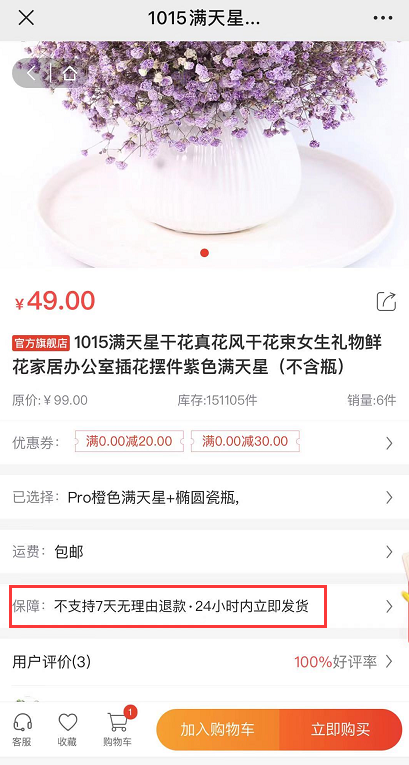 1015满天星...
¥49.00
官方旗舰店 1015满天星干花真花风干花束女生礼物鲜
花家居办公室插花摆件紫色满天星（不含瓶）
原价:￥99.00 库存:151105件 销量:6件
优惠券: 满0.00减20.00 满0.00减30.00
已选择: Pro橙色满天星+椭圆瓷瓶,
运费: 包邮
保障: 不支持7天无理由退款·24小时内立即发货
用户评价(3) 100%好评率
1
客服 收藏 购物车 加入购物车 立即购买